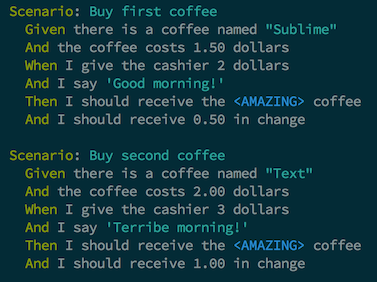 Scenario: Buy first coffee
Given there is a coffee named "Sublime"
And the coffee costs 1.50 dollars
When I give the cashier 2 dollars
And I say 'Good morning!'
Then I should receive the <AMAZING> coffee
And I should receive 0.50 in change
Scenario: Buy second coffee
Given there is a coffee named "Text"
And the coffee costs 2.00 dollars
When I give the cashier 3 dollars
And I say 'Terribe morning!'
Then I should receive the <AMAZING> coffee
And I should receive 1.00 in change